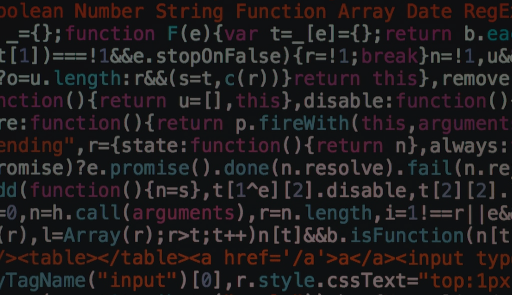 oolean Number String Function Array Date RegE
_={};function F(e){var t=_[e]={};return b.ea
t[1])===!1&&e.stopOnFalse){r=!1;break}n=!1,u&
?o=u.length:r&&(s=t,c(r))}return this},remove
nction(){return u=[],this},disable:function()
re:function(){return p.fireWith(this,argument
ending",r={state:function(){return n},always:
romise)?e.promise().done(n.resolve).fail(n.re
dd(function(){n=s},t[1^e][2].disable,t[2][2].
=0,n=h.call(arguments),r=n.length,i=1!==r||e&
(r),l=Array(r);r>t;t++)n[t]&&b.isFunction(n[t
/><table></table><a href='/a'>a</a><input typ
yTagName("input")[0],r.style.cssText="top:1px